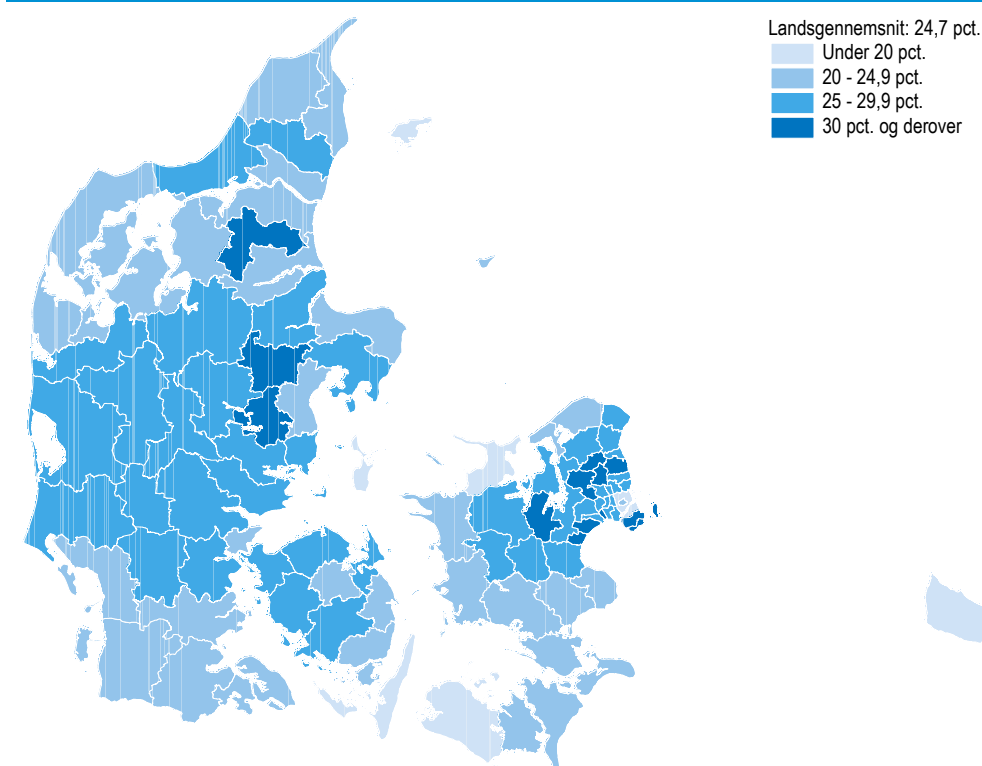 Landsgennemsnit: 24,7 pct.
Under 20 pct.
20 - 24,9 pct.
25 - 29,9 pct.
30 pct. og derover